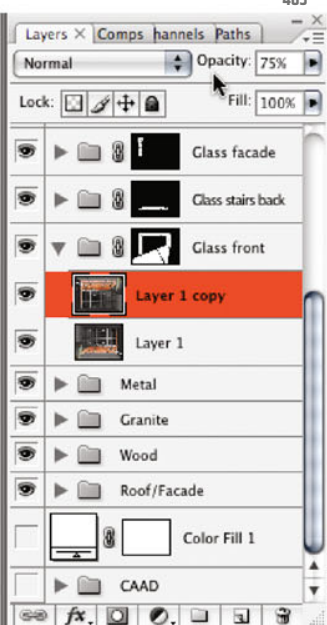 485
Layers × Comps hannels Paths
Normal Opacity: 75%
Lock: Fill: 100%
Glass facade
Glass stairs back
Glass front
Layer 1 copy
Layer 1
Metal
Granite
Wood
Roof/Facade
Color Fill 1
CAAD
fx.